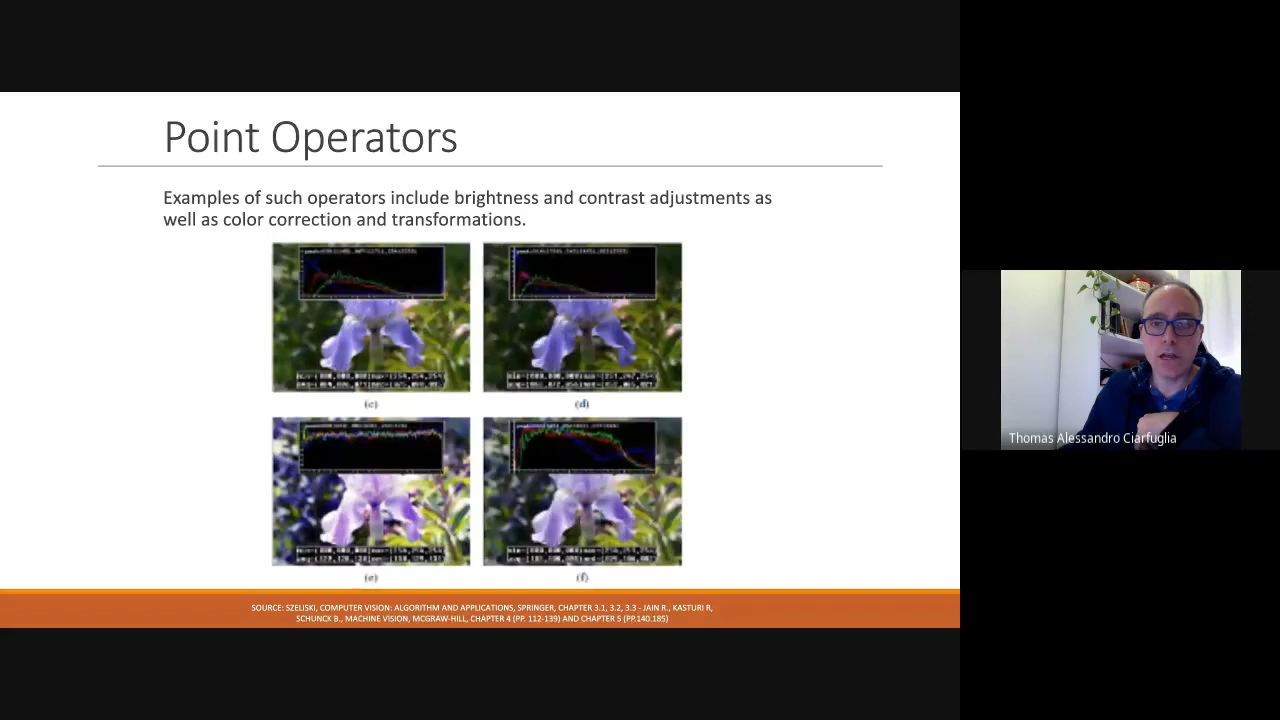 Point Operators
Examples of such operators include brightness and contrast adjustments as
well as color correction and transformations.
(c)
(d)
(e)
(f)
SOURCE: SZELISKI, COMPUTER VISION: ALGORITHM AND APPLICATIONS, SPRINGER, CHAPTER 3.1, 3.2, 3.3 - JAIN R., KASTURI R,
SCHUNCK B., MACHINE VISION, MCGRAW-HILL, CHAPTER 4 (PP. 112-139) AND CHAPTER 5 (PP.140.185)
Thomas Alessandro Ciarfuglia